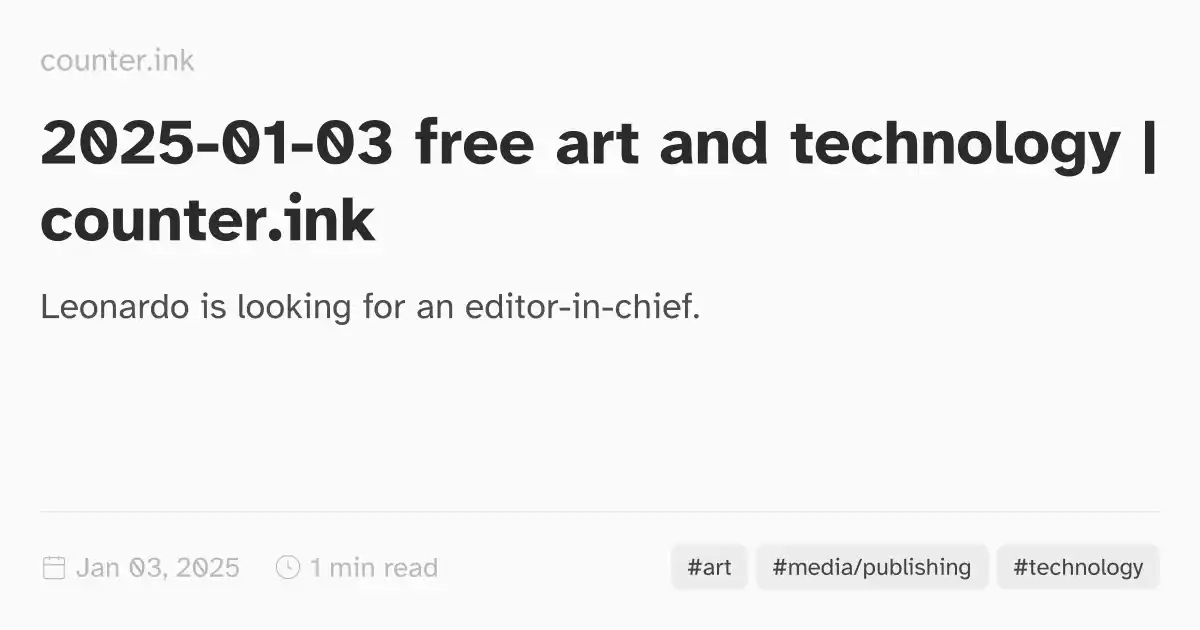 counter.ink
2025-01-03 free art and technology |
counter.ink
Leonardo is looking for an editor-in-chief.
Jan 03, 2025 1 min read #art #media/publishing #technology